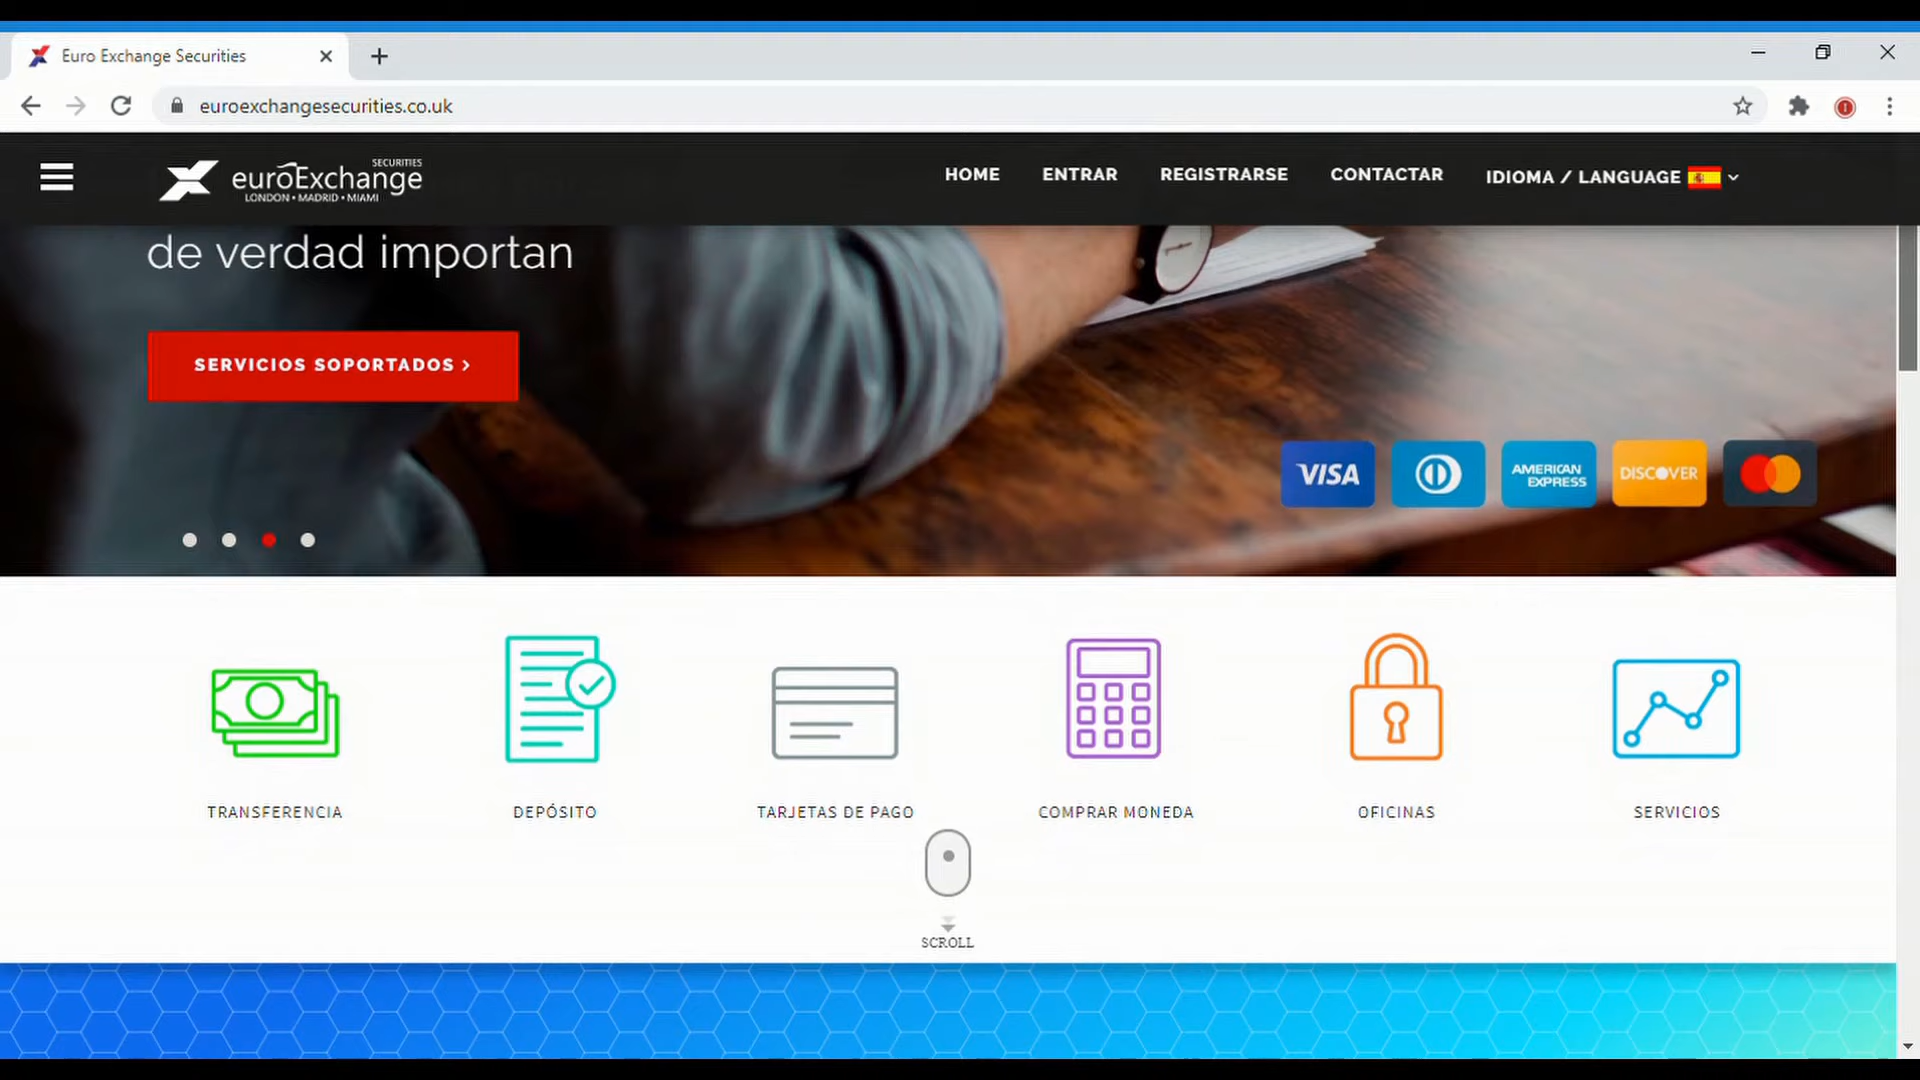 Euro Exchange Securities
euroexchangesecurities.co.uk
SECURITIES
euroExchange
LONDON • MADRID • MIAMI
HOME
ENTRAR
REGISTRARSE
CONTACTAR
IDIOMA / LANGUAGE
de verdad importan
SERVICIOS SOPORTADOS >
VISA
AMERICAN
EXPRESS
DISCOVER
TRANSFERENCIA
DEPÓSITO
TARJETAS DE PAGO
COMPRAR MONEDA
OFICINAS
SERVICIOS
SCROLL